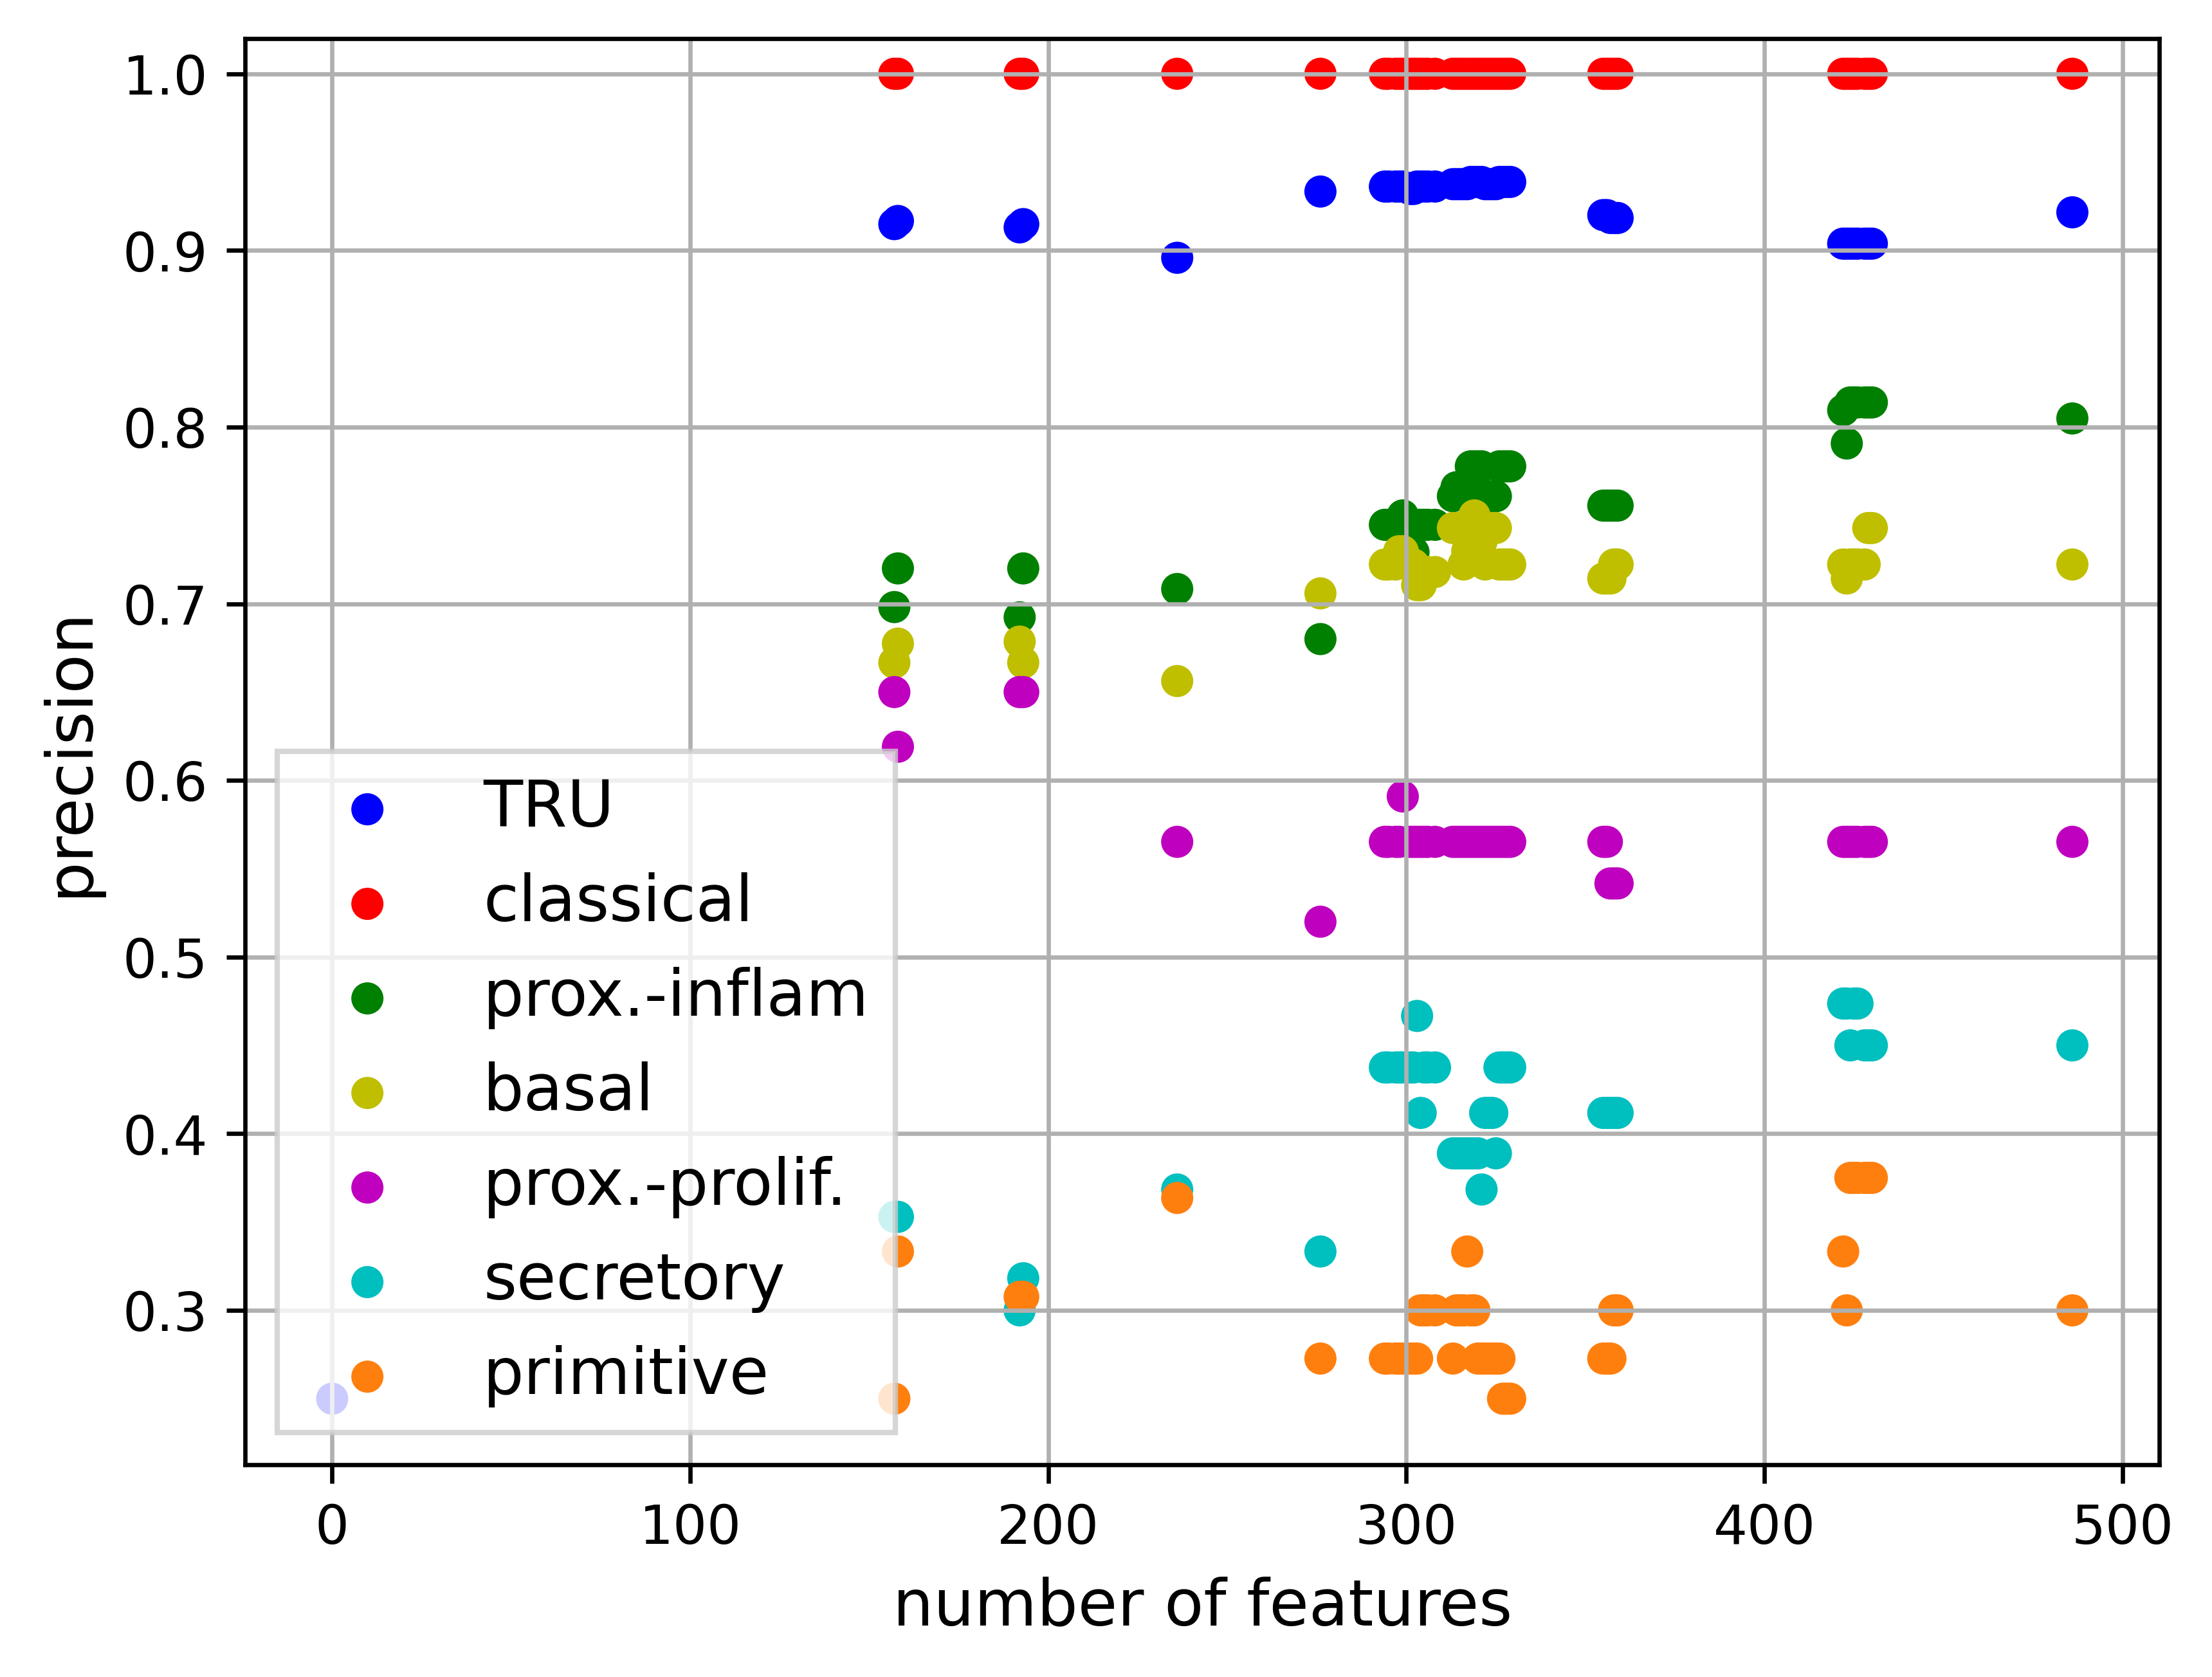 1.0
0.9
0.8
0.7
0.6
0.5
0.4
0.3
precision
TRU
classical
prox.-inflam
basal
prox.-prolif.
secretory
primitive
0 100 200 300 400 500
number of features